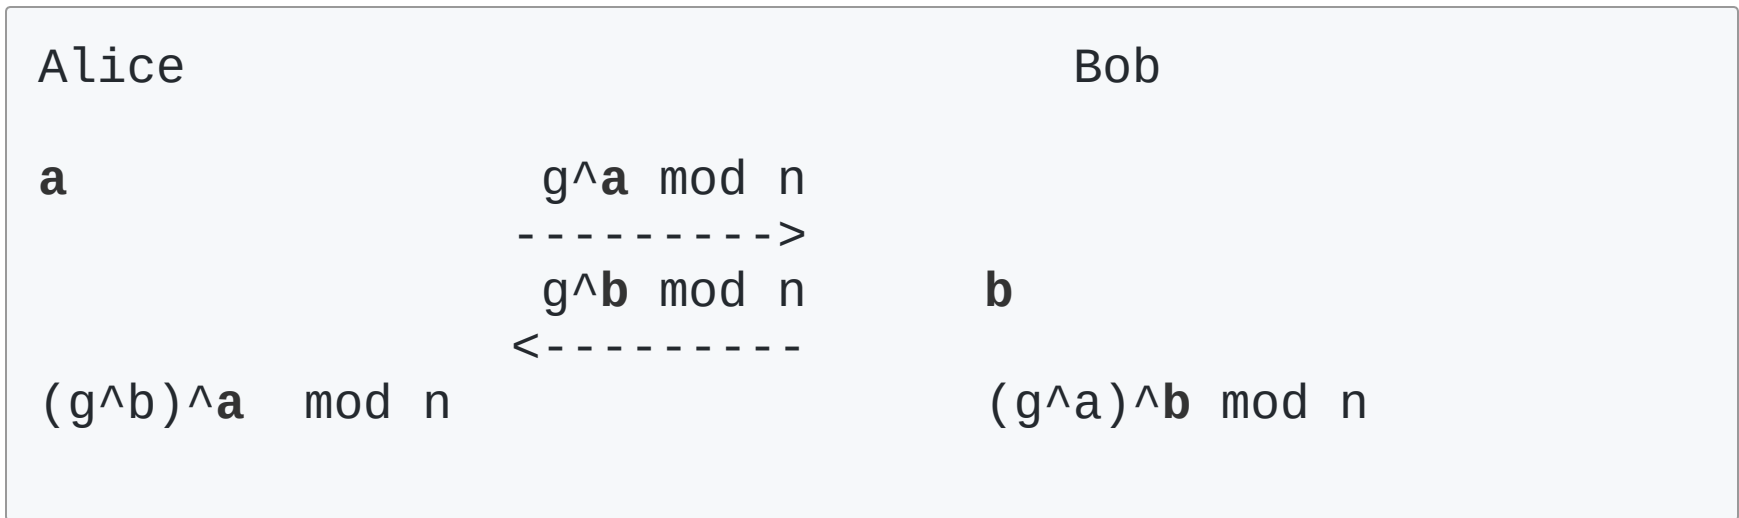 Alice Bob
a g^a mod n
--------->
g^b mod n b
<---------
(g^b)^a mod n (g^a)^b mod n